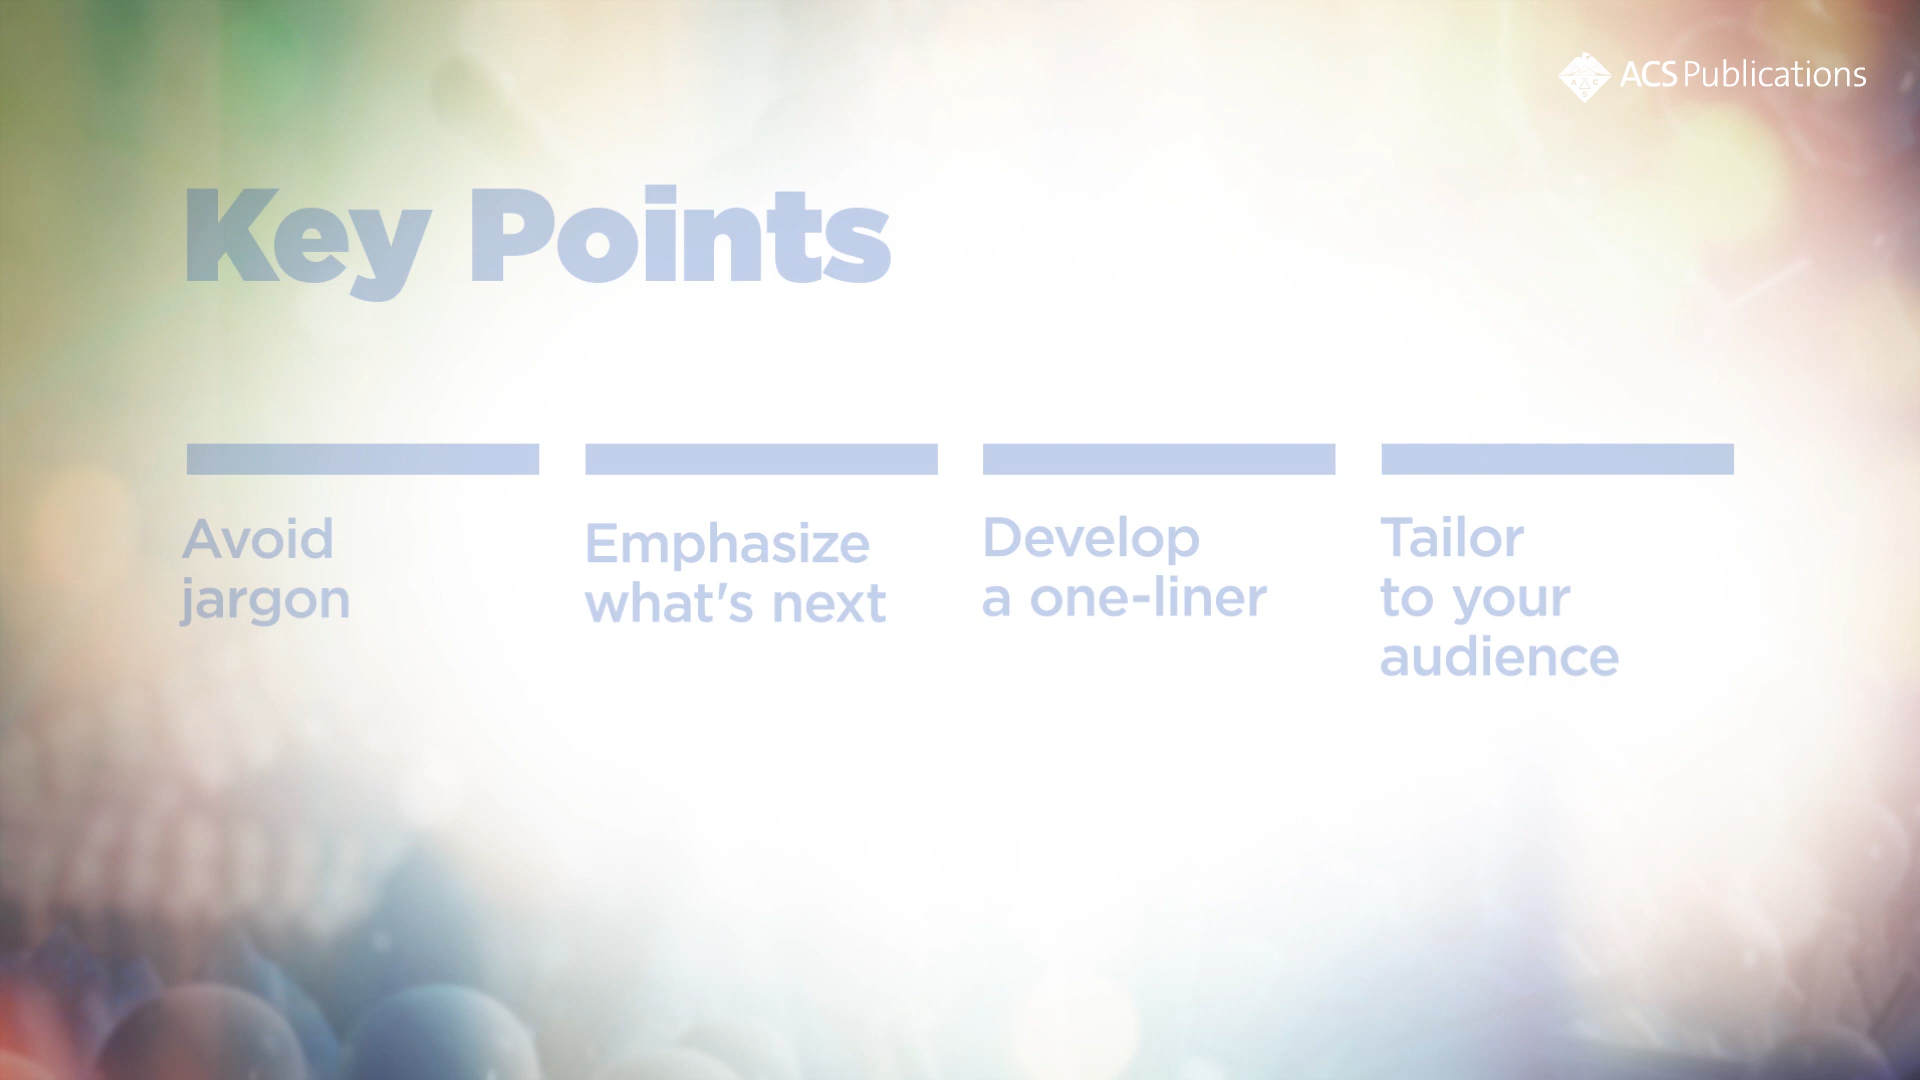 ACS Publications
Key Points
Avoid
jargon
Emphasize
what's next
Develop
a one-liner
Tailor
to your
audience